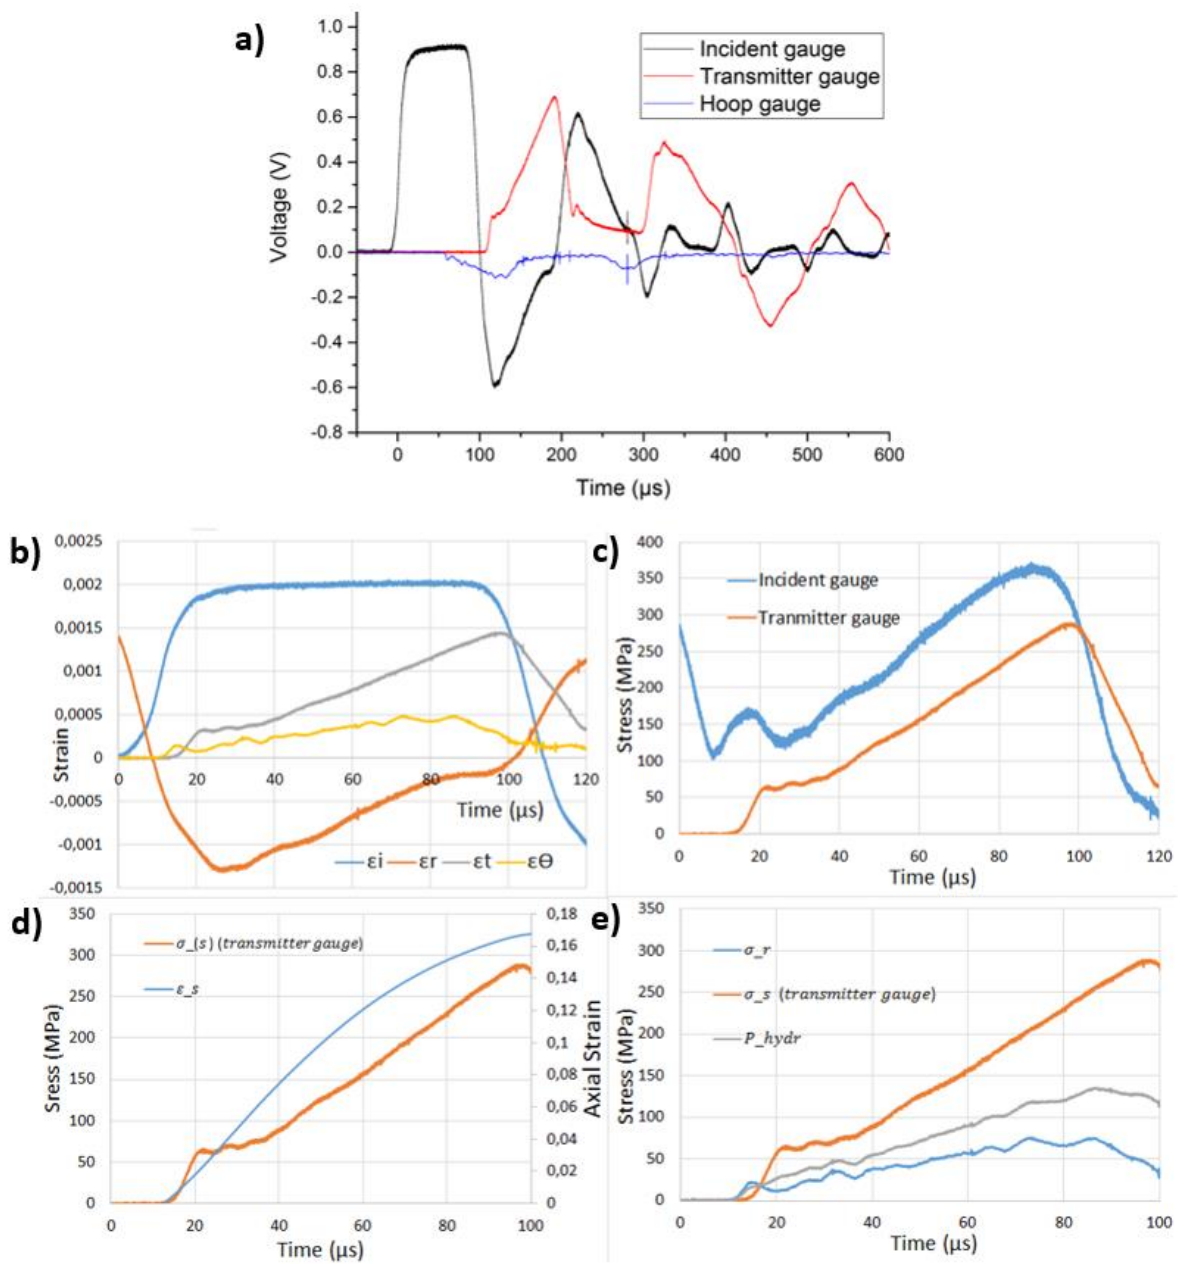 a)
1.0
0.8
0.6
0.4
0.2
0.0
-0.2
-0.4
-0.6
-0.8
Voltage (V)
Incident gauge
Transmitter gauge
Hoop gauge
0 100 200 300 400 500 600
Time (µs)
b)
0,0025
0,002
0,0015
0,001
0,0005
0
-0,0005
-0,001
-0,0015
Strain
0 20 40 60 80 100 120
Time (µs)
εi εr εt εΘ
c)
400
350
300
250
200
150
100
50
0
Stress (MPa)
Incident gauge
Tranmitter gauge
0 20 40 60 80 100 120
Time (µs)
d)
350
300
250
200
150
100
50
0
Sress (MPa)
σ_(s) (transmitter gauge)
ε_s
0,18
0,16
0,14
0,12
0,1
0,08
0,06
0,04
0,02
0
Axial Strain
0 20 40 60 80 100
Time (µs)
e)
350
300
250
200
150
100
50
0
Stress (MPa)
σ_r
σ_s (transmitter gauge)
P_hydr
0 20 40 60 80 100
Time (µs)